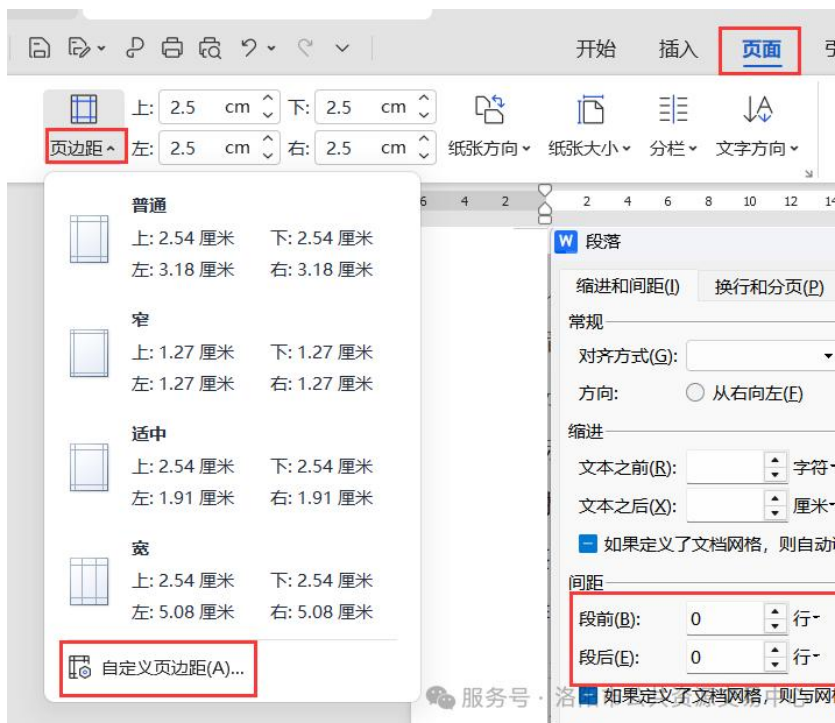 开始 插入 页面
上: 2.5 cm 下: 2.5 cm
页边距 左: 2.5 cm 右: 2.5 cm 纸张方向 纸张大小 分栏 文字方向
6 4 2 2 4 6 8 10 12 14
普通
上: 2.54 厘米 下: 2.54 厘米
左: 3.18 厘米 右: 3.18 厘米
窄
上: 1.27 厘米 下: 1.27 厘米
左: 1.27 厘米 右: 1.27 厘米
适中
上: 2.54 厘米 下: 2.54 厘米
左: 1.91 厘米 右: 1.91 厘米
宽
上: 2.54 厘米 下: 2.54 厘米
左: 5.08 厘米 右: 5.08 厘米
自定义页边距(A)...
W 段落
缩进和间距(I) 换行和分页(P)
常规
对齐方式(G):
方向: 从右向左(F)
缩进
文本之前(R): 字符
文本之后(X): 厘米
如果定义了文档网格，则自动
间距
段前(B): 0 行
段后(E): 0 行
如果定义了文档网格，则与网
服务号 · 洛